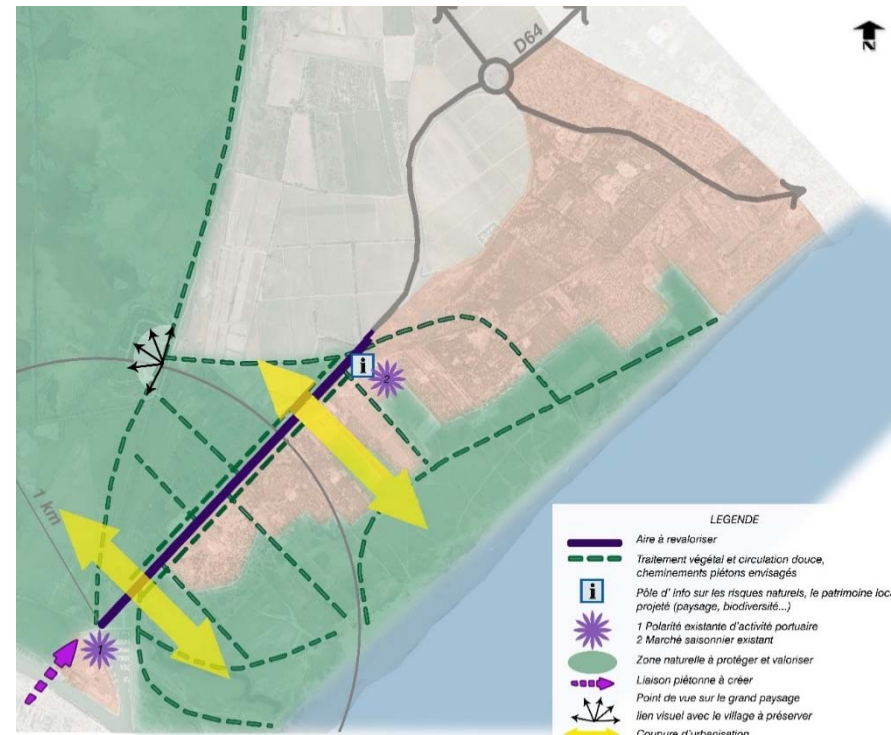 D64
N
1 km
i
2
1
LEGENDE
Aire à revaloriser
Traitement végétal et circulation douce,
cheminements piétons envisagés
i
Pôle d' info sur les risques naturels, le patrimoine loca
projeté (paysage, biodiversité...)
1 Polarité existante d'activité portuaire
2 Marché saisonnier existant
Zone naturelle à protéger et valoriser
Liaison piétonne à créer
Point de vue sur le grand paysage
lien visuel avec le village à préserver
Coupure d'urbanisation